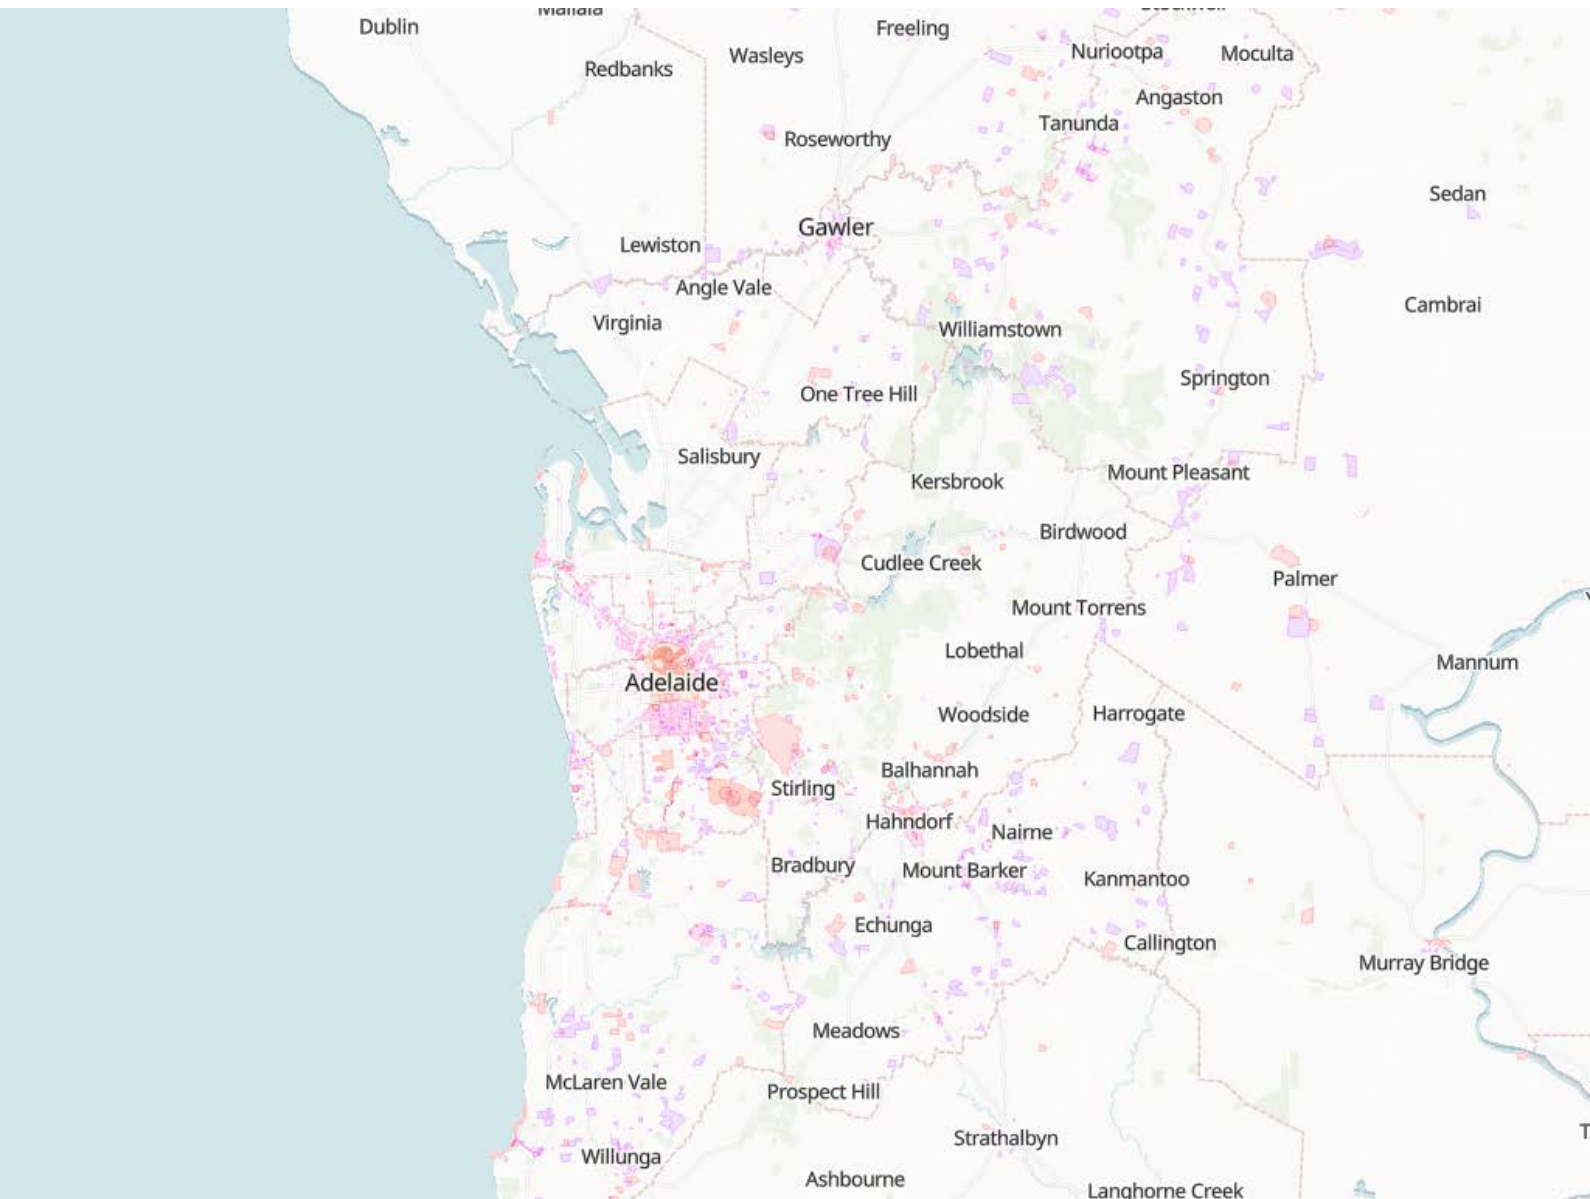 Dublin
Freeling
Wasleys
Redbanks
Nuriootpa
Moculta
Angaston
Tanunda
Roseworthy
Sedan
Gawler
Lewiston
Angle Vale
Cambrai
Virginia
Williamstown
Springton
One Tree Hill
Salisbury
Mount Pleasant
Kersbrook
Birdwood
Cudlee Creek
Palmer
Mount Torrens
Lobethal
Mannum
Adelaide
Woodside
Harrogate
Balhannah
Stirling
Hahndorf
Nairne
Bradbury
Mount Barker
Kanmantoo
Echunga
Callington
Murray Bridge
Meadows
McLaren Vale
Prospect Hill
Strathalbyn
Willunga
Ashbourne
Langhorne Creek